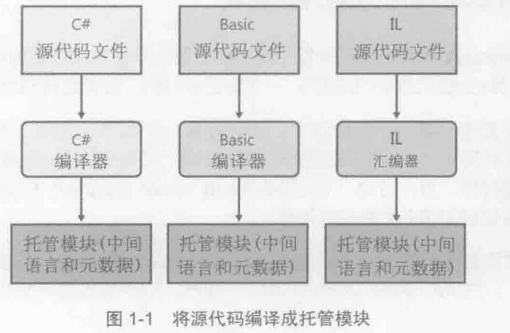 C# Basic IL
源代码文件 源代码文件 源代码文件
C# Basic IL
编译器 编译器 汇编器
托管模块(中间 托管模块(中间 托管模块(中间
语言和元数据) 语言和元数据) 语言和元数据)
图 1-1 将源代码编译成托管模块